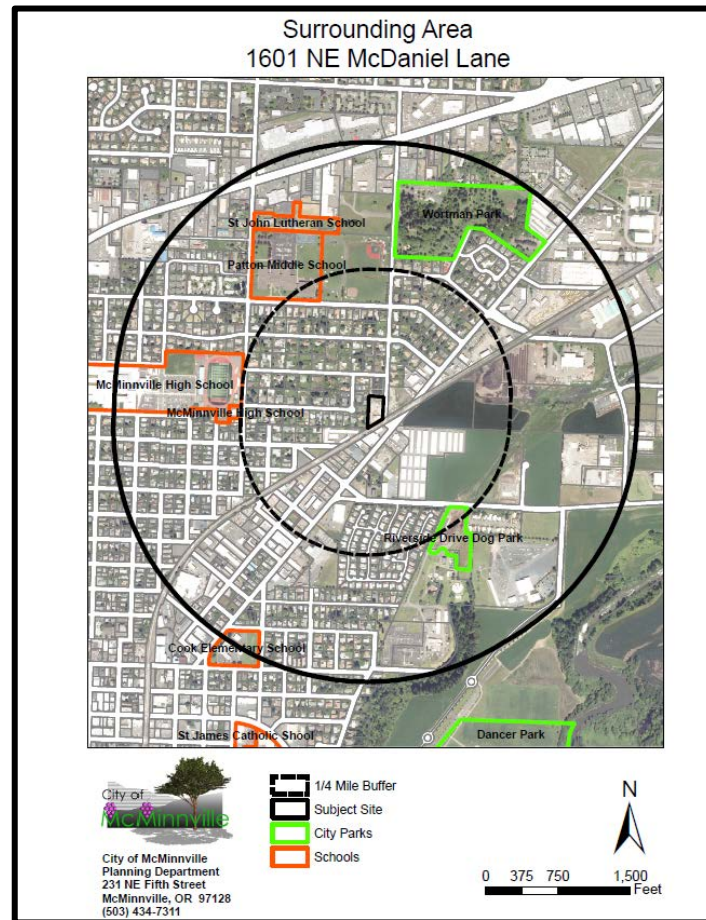 Surrounding Area
1601 NE McDaniel Lane
St John Lutheran School
Wortman Park
Patton Middle School
McMinnville High School
McMinnville High School
Riverside Drive Dog Park
Cook Elementary School
St James Catholic Shool
Dancer Park
City of
McMinnville
City of McMinnville
Planning Department
231 NE Fifth Street
McMinnville, OR 97128
(503) 434-7311
1/4 Mile Buffer
Subject Site
City Parks
Schools
N
0 375 750 1,500
Feet